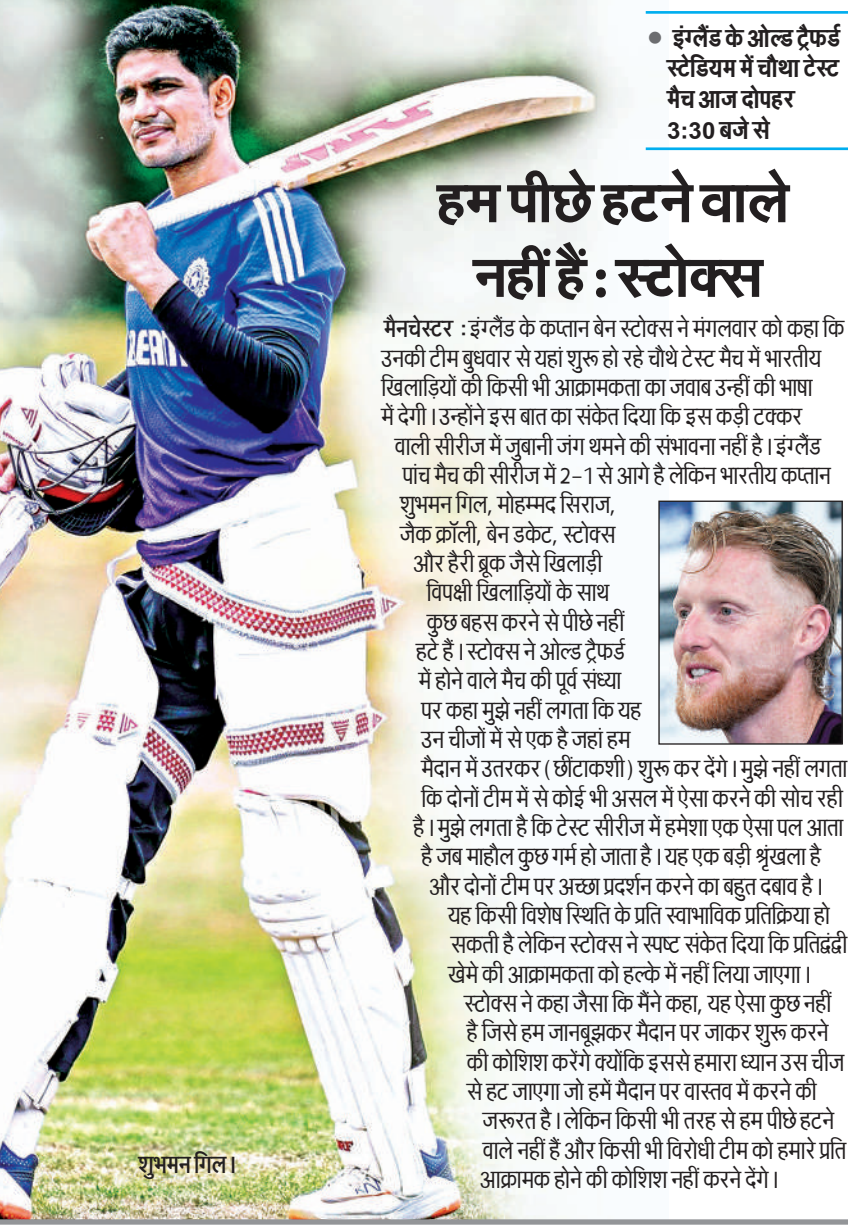 ● इंग्लैंड के ओल्ड ट्रैफर्ड
स्टेडियम में चौथा टेस्ट
मैच आज दोपहर
3:30 बजे से
हम पीछे हटने वाले
नहीं हैं : स्टोक्स
मैनचेस्टर : इंग्लैंड के कप्तान बेन स्टोक्स ने मंगलवार को कहा कि
उनकी टीम बुधवार से यहां शुरू हो रहे चौथे टेस्ट मैच में भारतीय
खिलाड़ियों की किसी भी आक्रामकता का जवाब उन्हीं की भाषा
में देगी । उन्होंने इस बात का संकेत दिया कि इस कड़ी टक्कर
वाली सीरीज में जुबानी जंग थमने की संभावना नहीं है । इंग्लैंड
पांच मैच की सीरीज में 2-1 से आगे है लेकिन भारतीय कप्तान
शुभमन गिल, मोहम्मद सिराज,
जैक क्रॉली, बेन डकेट, स्टोक्स
और हैरी ब्रूक जैसे खिलाड़ी
विपक्षी खिलाड़ियों के साथ
कुछ बहस करने से पीछे नहीं
हटे हैं । स्टोक्स ने ओल्ड ट्रैफर्ड
में होने वाले मैच की पूर्व संध्या
पर कहा मुझे नहीं लगता कि यह
उन चीजों में से एक है जहां हम
मैदान में उतरकर ( छींटाकशी ) शुरू कर देंगे । मुझे नहीं लगता
कि दोनों टीम में से कोई भी असल में ऐसा करने की सोच रही
है । मुझे लगता है कि टेस्ट सीरीज में हमेशा एक ऐसा पल आता
है जब माहौल कुछ गर्म हो जाता है । यह एक बड़ी श्रृंखला है
और दोनों टीम पर अच्छा प्रदर्शन करने का बहुत दबाव है ।
यह किसी विशेष स्थिति के प्रति स्वाभाविक प्रतिक्रिया हो
सकती है लेकिन स्टोक्स ने स्पष्ट संकेत दिया कि प्रतिद्वंद्वी
खेमे की आक्रामकता को हल्के में नहीं लिया जाएगा ।
स्टोक्स ने कहा जैसा कि मैंने कहा, यह ऐसा कुछ नहीं
है जिसे हम जानबूझकर मैदान पर जाकर शुरू करने
की कोशिश करेंगे क्योंकि इससे हमारा ध्यान उस चीज
से हट जाएगा जो हमें मैदान पर वास्तव में करने की
जरूरत है । लेकिन किसी भी तरह से हम पीछे हटने
वाले नहीं हैं और किसी भी विरोधी टीम को हमारे प्रति
आक्रामक होने की कोशिश नहीं करने देंगे ।
शुभमन गिल ।